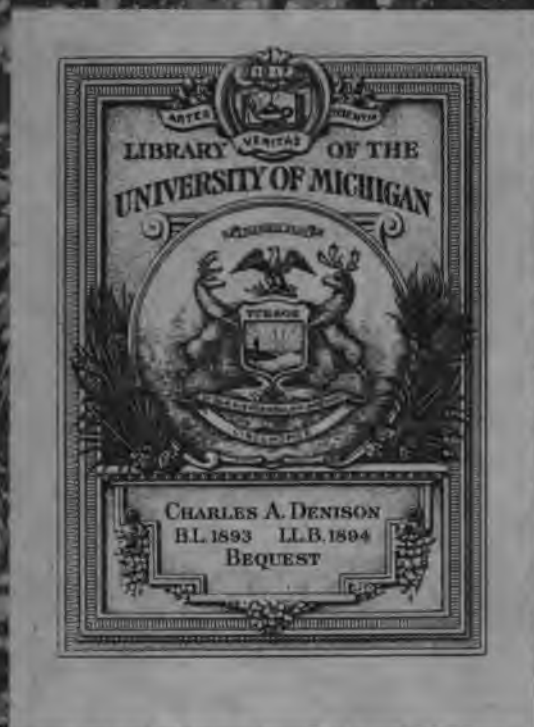 ARTES SCIENTIA
VERITAS
LIBRARY OF THE
UNIVERSITY OF MICHIGAN
TUEBOR
CHARLES A. DENISON
B.L. 1893 LL.B. 1894
BEQUEST